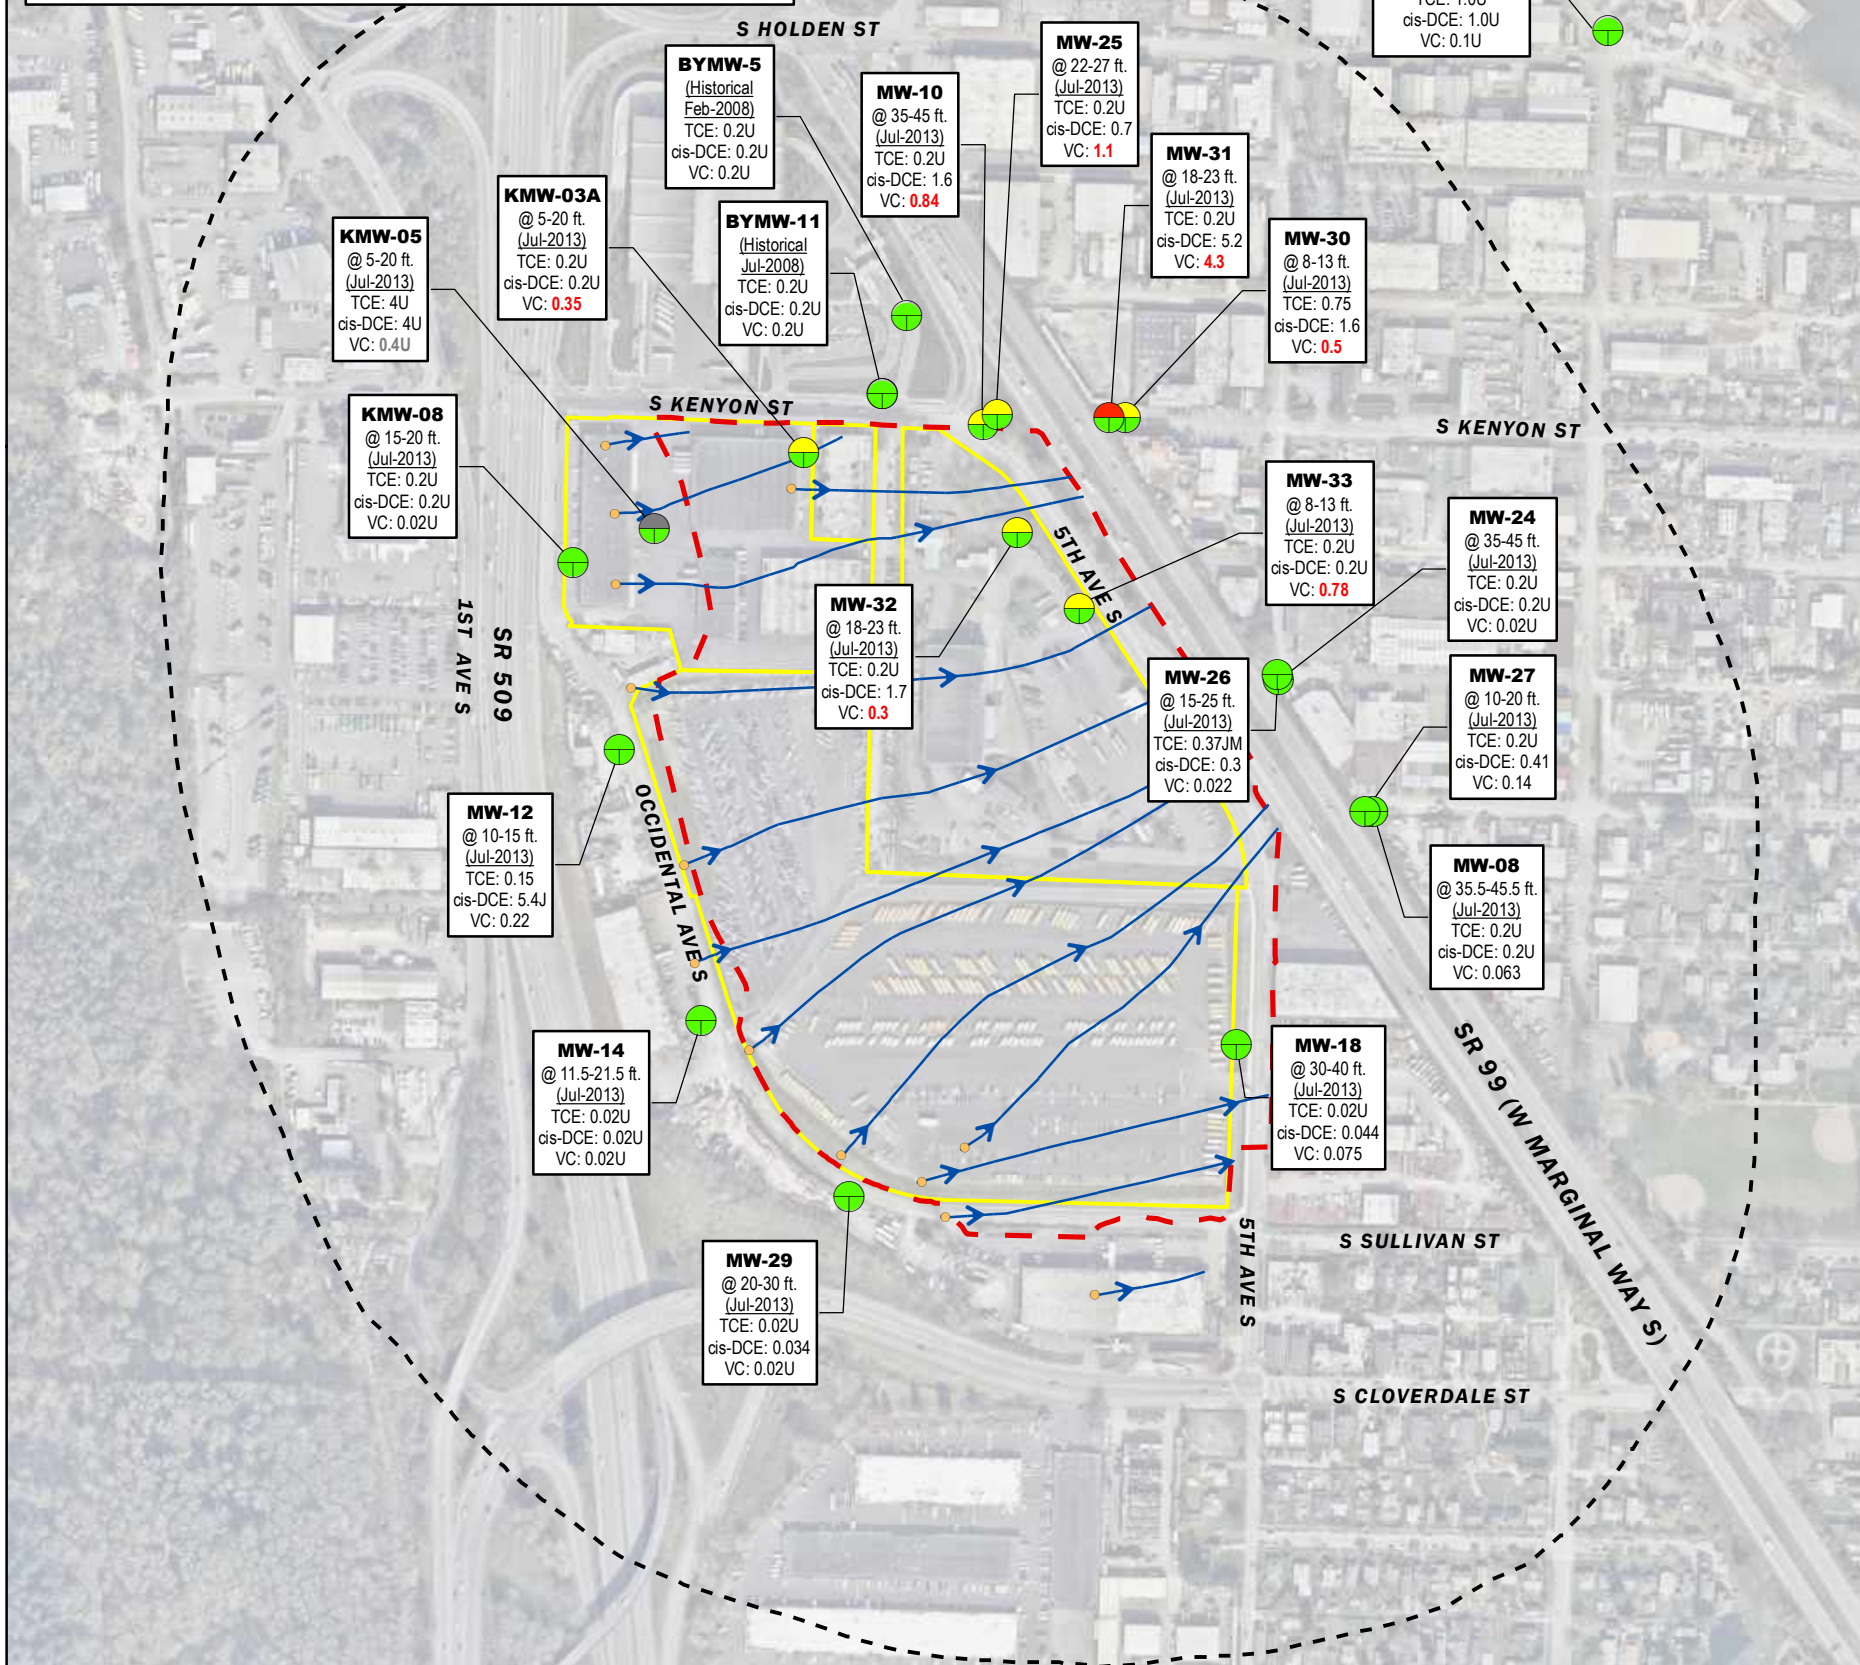 S HOLDEN ST
TCE: 1.0U
cis-DCE: 1.0U
VC: 0.1U
BYMW-5
(Historical
Feb-2008)
TCE: 0.2U
cis-DCE: 0.2U
VC: 0.2U
MW-10
@ 35-45 ft.
(Jul-2013)
TCE: 0.2U
cis-DCE: 1.6
VC: 0.84
MW-25
@ 22-27 ft.
(Jul-2013)
TCE: 0.2U
cis-DCE: 0.7
VC: 1.1
MW-31
@ 18-23 ft.
(Jul-2013)
TCE: 0.2U
cis-DCE: 5.2
VC: 4.3
KMW-03A
@ 5-20 ft.
(Jul-2013)
TCE: 0.2U
cis-DCE: 0.2U
VC: 0.35
BYMW-11
(Historical
Jul-2008)
TCE: 0.2U
cis-DCE: 0.2U
VC: 0.2U
KMW-05
@ 5-20 ft.
(Jul-2013)
TCE: 4U
cis-DCE: 4U
VC: 0.4U
MW-30
@ 8-13 ft.
(Jul-2013)
TCE: 0.75
cis-DCE: 1.6
VC: 0.5
S KENYON ST
S KENYON ST
KMW-08
@ 15-20 ft.
(Jul-2013)
TCE: 0.2U
cis-DCE: 0.2U
VC: 0.02U
MW-33
@ 8-13 ft.
(Jul-2013)
TCE: 0.2U
cis-DCE: 0.2U
VC: 0.78
MW-24
@ 35-45 ft.
(Jul-2013)
TCE: 0.2U
cis-DCE: 0.2U
VC: 0.02U
5TH AVE S
MW-32
@ 18-23 ft.
(Jul-2013)
TCE: 0.2U
cis-DCE: 1.7
VC: 0.3
1ST AVE S
SR 509
MW-26
@ 15-25 ft.
(Jul-2013)
TCE: 0.37JM
cis-DCE: 0.3
VC: 0.022
MW-27
@ 10-20 ft.
(Jul-2013)
TCE: 0.2U
cis-DCE: 0.41
VC: 0.14
MW-12
@ 10-15 ft.
(Jul-2013)
TCE: 0.15
cis-DCE: 5.4J
VC: 0.22
OCCIDENTAL AVE S
MW-08
@ 35.5-45.5 ft.
(Jul-2013)
TCE: 0.2U
cis-DCE: 0.2U
VC: 0.063
MW-14
@ 11.5-21.5 ft.
(Jul-2013)
TCE: 0.02U
cis-DCE: 0.02U
VC: 0.02U
MW-18
@ 30-40 ft.
(Jul-2013)
TCE: 0.02U
cis-DCE: 0.044
VC: 0.075
SR 99 (W MARGINAL WAY S)
MW-29
@ 20-30 ft.
(Jul-2013)
TCE: 0.02U
cis-DCE: 0.034
VC: 0.02U
5TH AVE S
S SULLIVAN ST
S CLOVERDALE ST